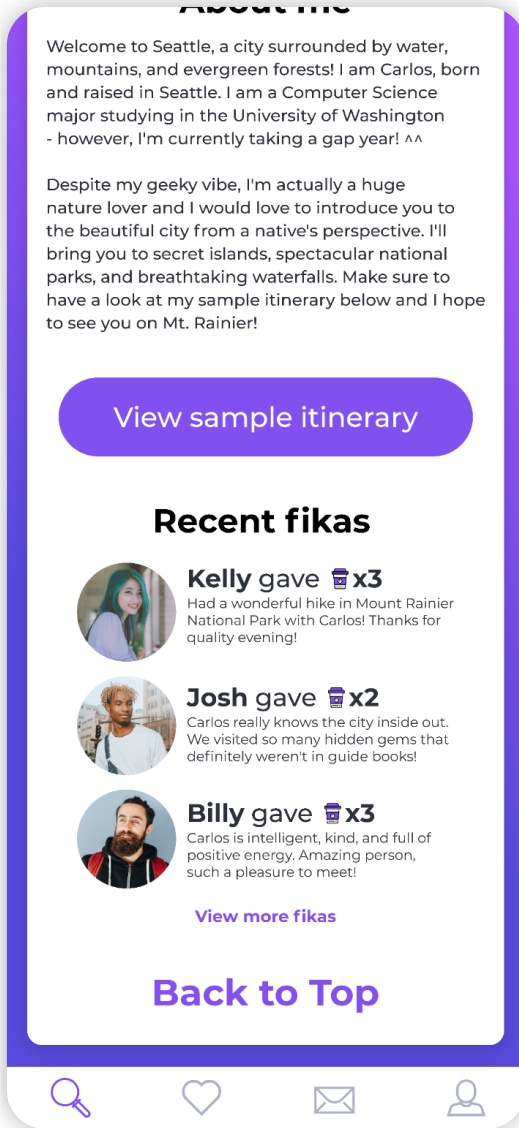 About me
Welcome to Seattle, a city surrounded by water,
mountains, and evergreen forests! I am Carlos, born
and raised in Seattle. I am a Computer Science
major studying in the University of Washington
- however, I'm currently taking a gap year! ^^
Despite my geeky vibe, I'm actually a huge
nature lover and I would love to introduce you to
the beautiful city from a native's perspective. I'll
bring you to secret islands, spectacular national
parks, and breathtaking waterfalls. Make sure to
have a look at my sample itinerary below and I hope
to see you on Mt. Rainier!
View sample itinerary
Recent fikas
Kelly gave x3
Had a wonderful hike in Mount Rainier
National Park with Carlos! Thanks for
quality evening!
Josh gave x2
Carlos really knows the city inside out.
We visited so many hidden gems that
definitely weren't in guide books!
Billy gave x3
Carlos is intelligent, kind, and full of
positive energy. Amazing person,
such a pleasure to meet!
View more fikas
Back to Top